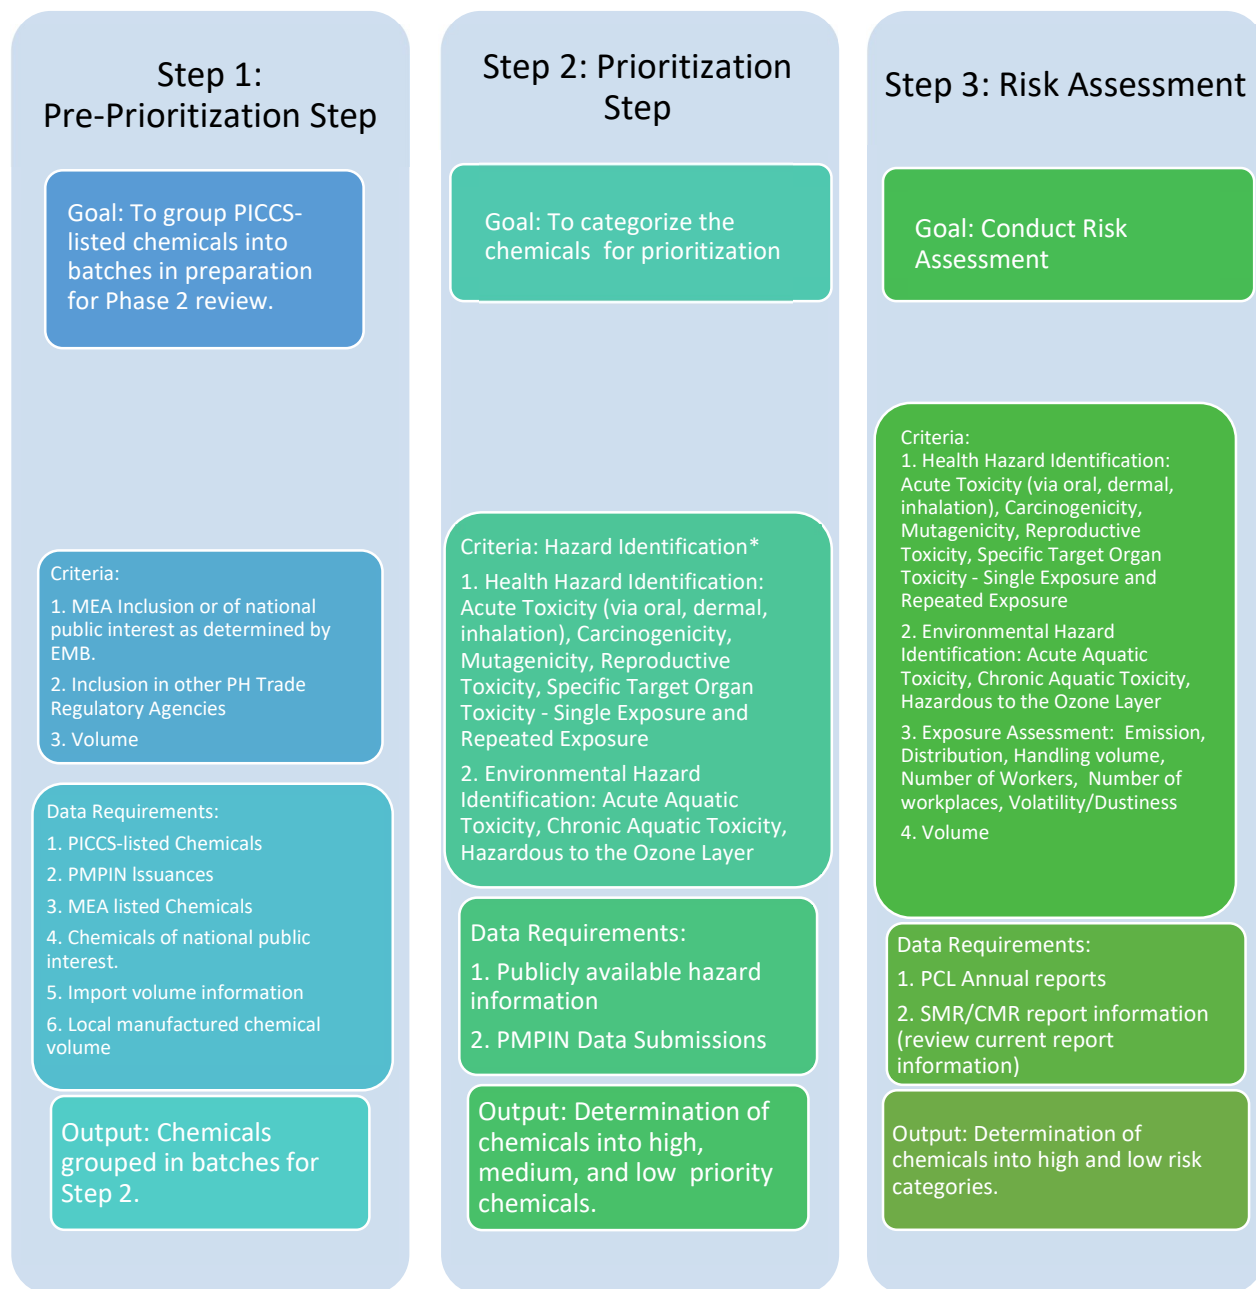 Step 1:
Pre-Prioritization Step
Goal: To group PICCS-
listed chemicals into
batches in preparation
for Phase 2 review.
Criteria:
1. MEA Inclusion or of national
public interest as determined by
EMB.
2. Inclusion in other PH Trade
Regulatory Agencies
3. Volume
Data Requirements:
1. PICCS-listed Chemicals
2. PMPIN Issuances
3. MEA listed Chemicals
4. Chemicals of national public
interest.
5. Import volume information
6. Local manufactured chemical
volume
Output: Chemicals
grouped in batches for
Step 2.
Step 2: Prioritization
Step
Goal: To categorize the
chemicals for prioritization
Criteria: Hazard Identification*
1. Health Hazard Identification:
Acute Toxicity (via oral, dermal,
inhalation), Carcinogenicity,
Mutagenicity, Reproductive
Toxicity, Specific Target Organ
Toxicity - Single Exposure and
Repeated Exposure
2. Environmental Hazard
Identification: Acute Aquatic
Toxicity, Chronic Aquatic Toxicity,
Hazardous to the Ozone Layer
Data Requirements:
1. Publicly available hazard
information
2. PMPIN Data Submissions
Output: Determination of
chemicals into high,
medium, and low priority
chemicals.
Step 3: Risk Assessment
Goal: Conduct Risk
Assessment
Criteria:
1. Health Hazard Identification:
Acute Toxicity (via oral, dermal,
inhalation), Carcinogenicity,
Mutagenicity, Reproductive
Toxicity, Specific Target Organ
Toxicity - Single Exposure and
Repeated Exposure
2. Environmental Hazard
Identification: Acute Aquatic
Toxicity, Chronic Aquatic Toxicity,
Hazardous to the Ozone Layer
3. Exposure Assessment: Emission,
Distribution, Handling volume,
Number of Workers, Number of
workplaces, Volatility/Dustiness
4. Volume
Data Requirements:
1. PCL Annual reports
2. SMR/CMR report information
(review current report
information)
Output: Determination of
chemicals into high and low risk
categories.